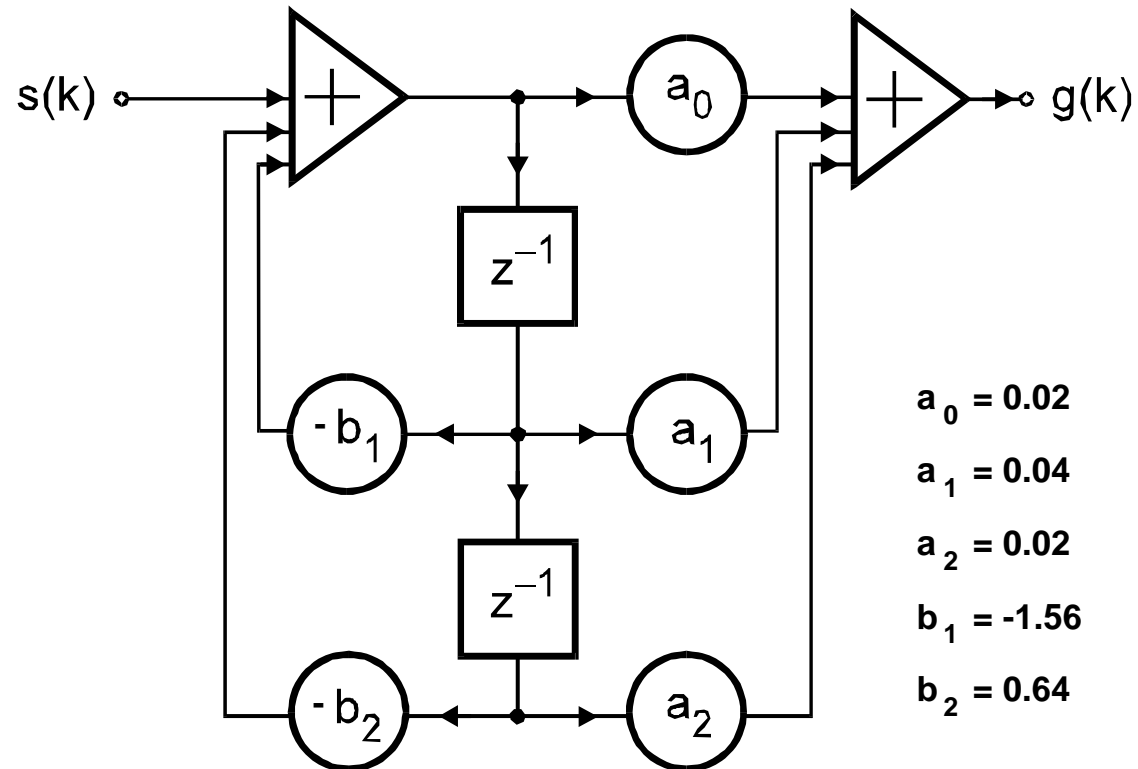 s(k)
+
a0
+
g(k)
z−1
-b1
a1
z−1
-b2
a2
a0 = 0.02
a1 = 0.04
a2 = 0.02
b1 = -1.56
b2 = 0.64